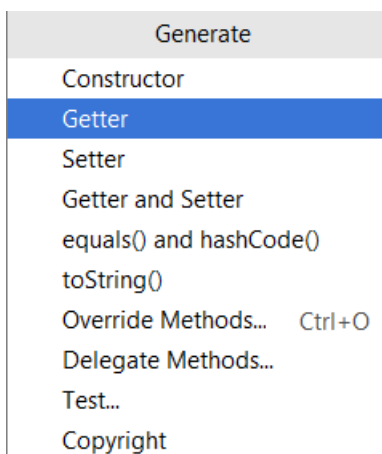 Generate
Constructor
Getter
Setter
Getter and Setter
equals() and hashCode()
toString()
Override Methods... Ctrl+O
Delegate Methods...
Test...
Copyright